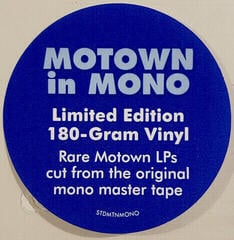 MOTOWN
in MONO
Limited Edition
180-Gram Vinyl
Rare Motown LPs
cut from the original
mono master tape
STDMTNMONO